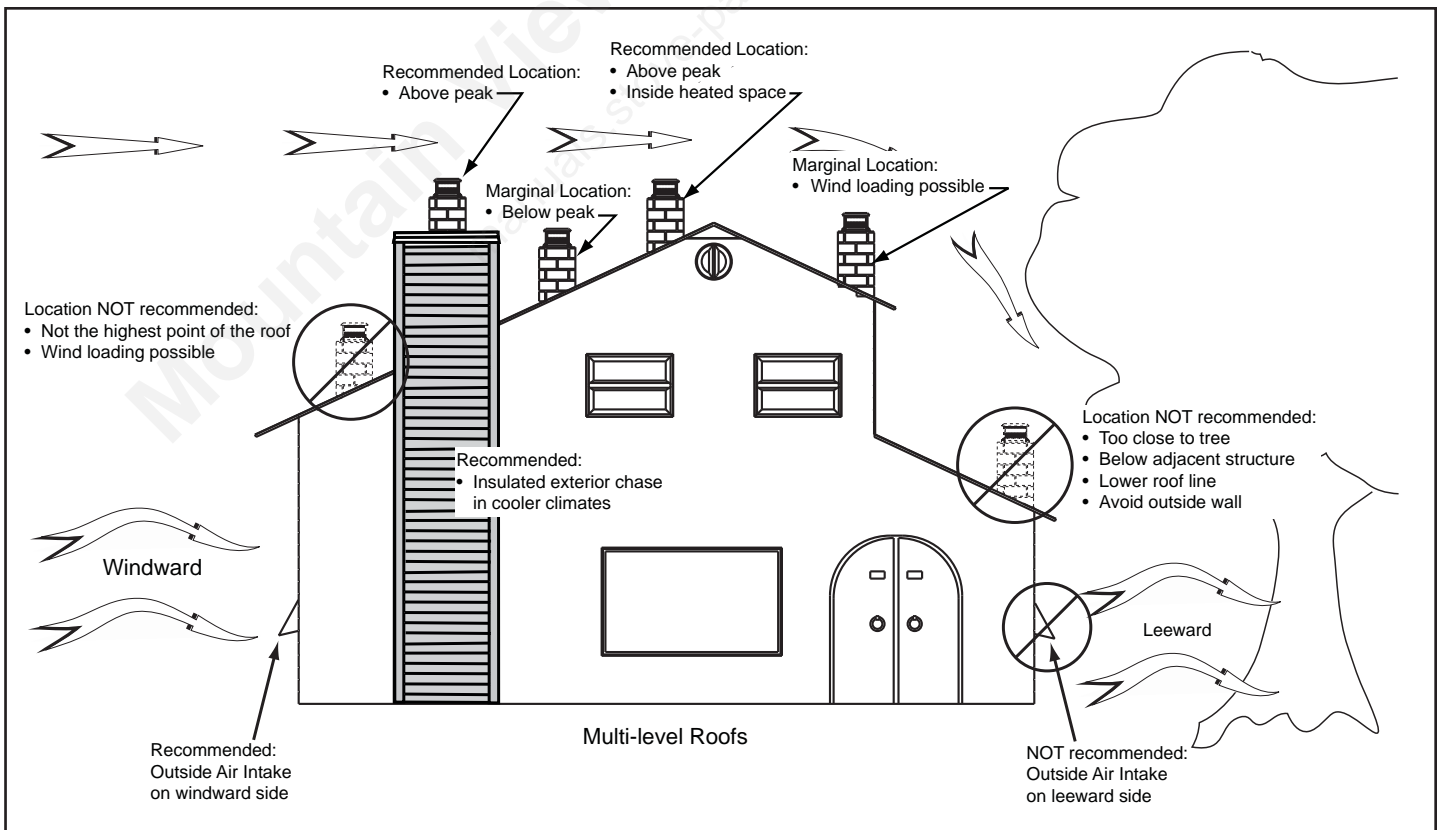 Recommended Location:
• Above peak
Recommended Location:
• Above peak
• Inside heated space
Marginal Location:
• Below peak
Marginal Location:
• Wind loading possible
Location NOT recommended:
• Not the highest point of the roof
• Wind loading possible
Location NOT recommended:
• Too close to tree
• Below adjacent structure
• Lower roof line
• Avoid outside wall
Recommended:
• Insulated exterior chase
in cooler climates
Windward
Leeward
Recommended:
Outside Air Intake
on windward side
Multi-level Roofs
NOT recommended:
Outside Air Intake
on leeward side
Mountain View